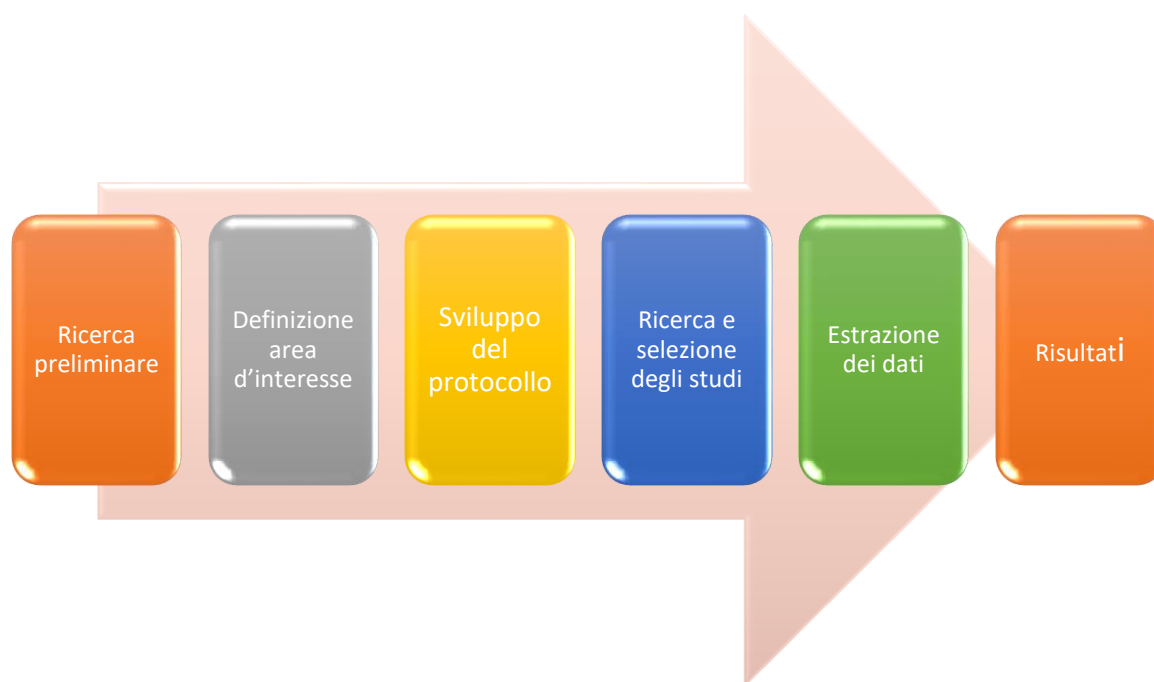 Ricerca
preliminare
Definizione
area
d’interesse
Sviluppo
del
protocollo
Ricerca e
selezione
degli studi
Estrazione
dei dati
Risultati